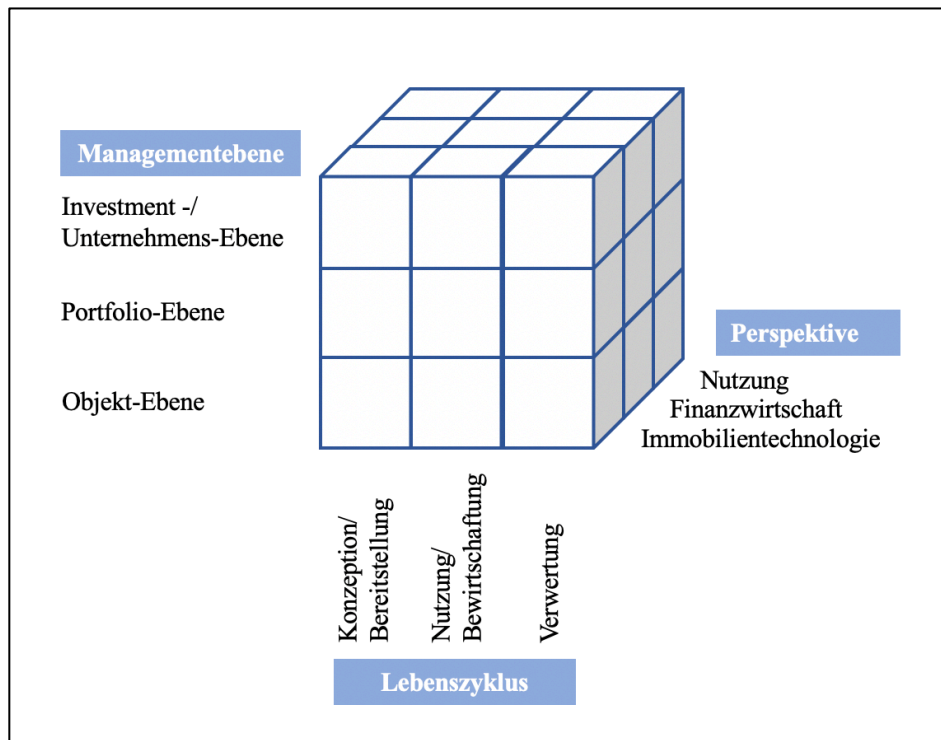 Managementebene
Investment -/
Unternehmens-Ebene
Portfolio-Ebene
Objekt-Ebene
Perspektive
Nutzung
Finanzwirtschaft
Immobilientechnologie
Konzeption/
Bereitstellung
Nutzung/
Bewirtschaftung
Verwertung
Lebenszyklus